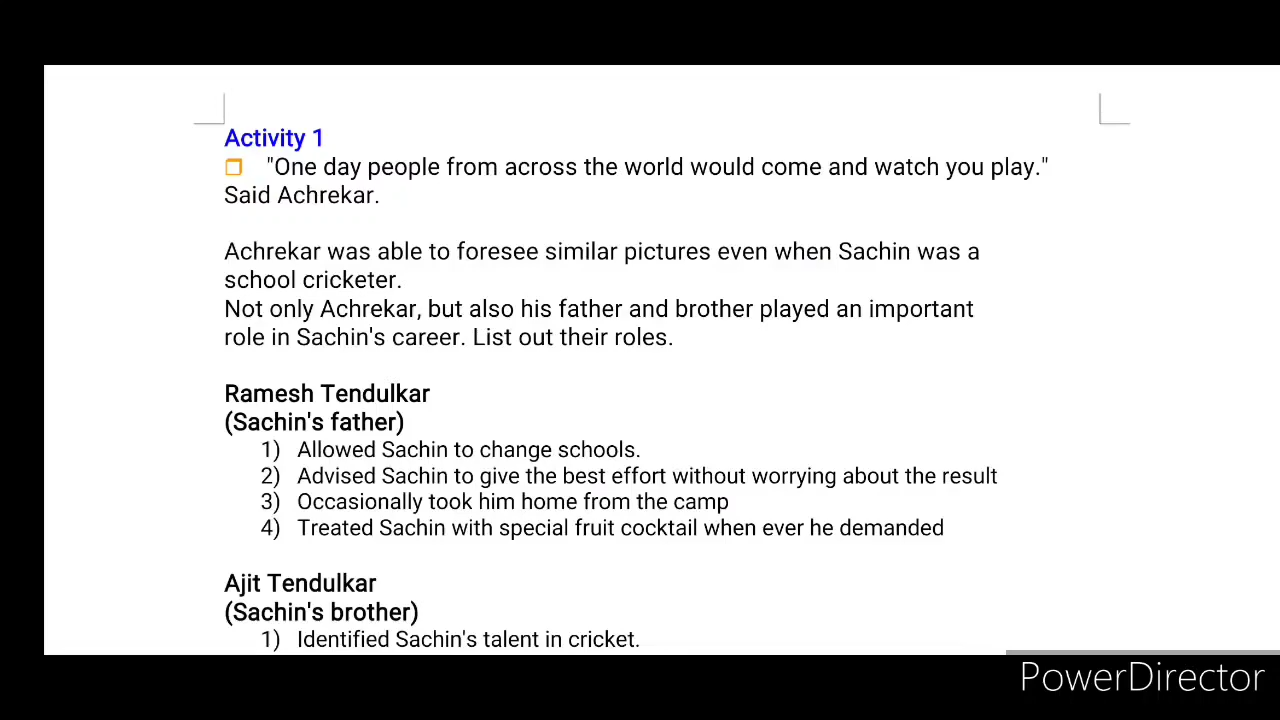 Activity 1
"One day people from across the world would come and watch you play."
Said Achrekar.
Achrekar was able to foresee similar pictures even when Sachin was a
school cricketer.
Not only Achrekar, but also his father and brother played an important
role in Sachin's career. List out their roles.
Ramesh Tendulkar
(Sachin's father)
1) Allowed Sachin to change schools.
2) Advised Sachin to give the best effort without worrying about the result
3) Occasionally took him home from the camp
4) Treated Sachin with special fruit cocktail when ever he demanded
Ajit Tendulkar
(Sachin's brother)
1) Identified Sachin's talent in cricket.
PowerDirector